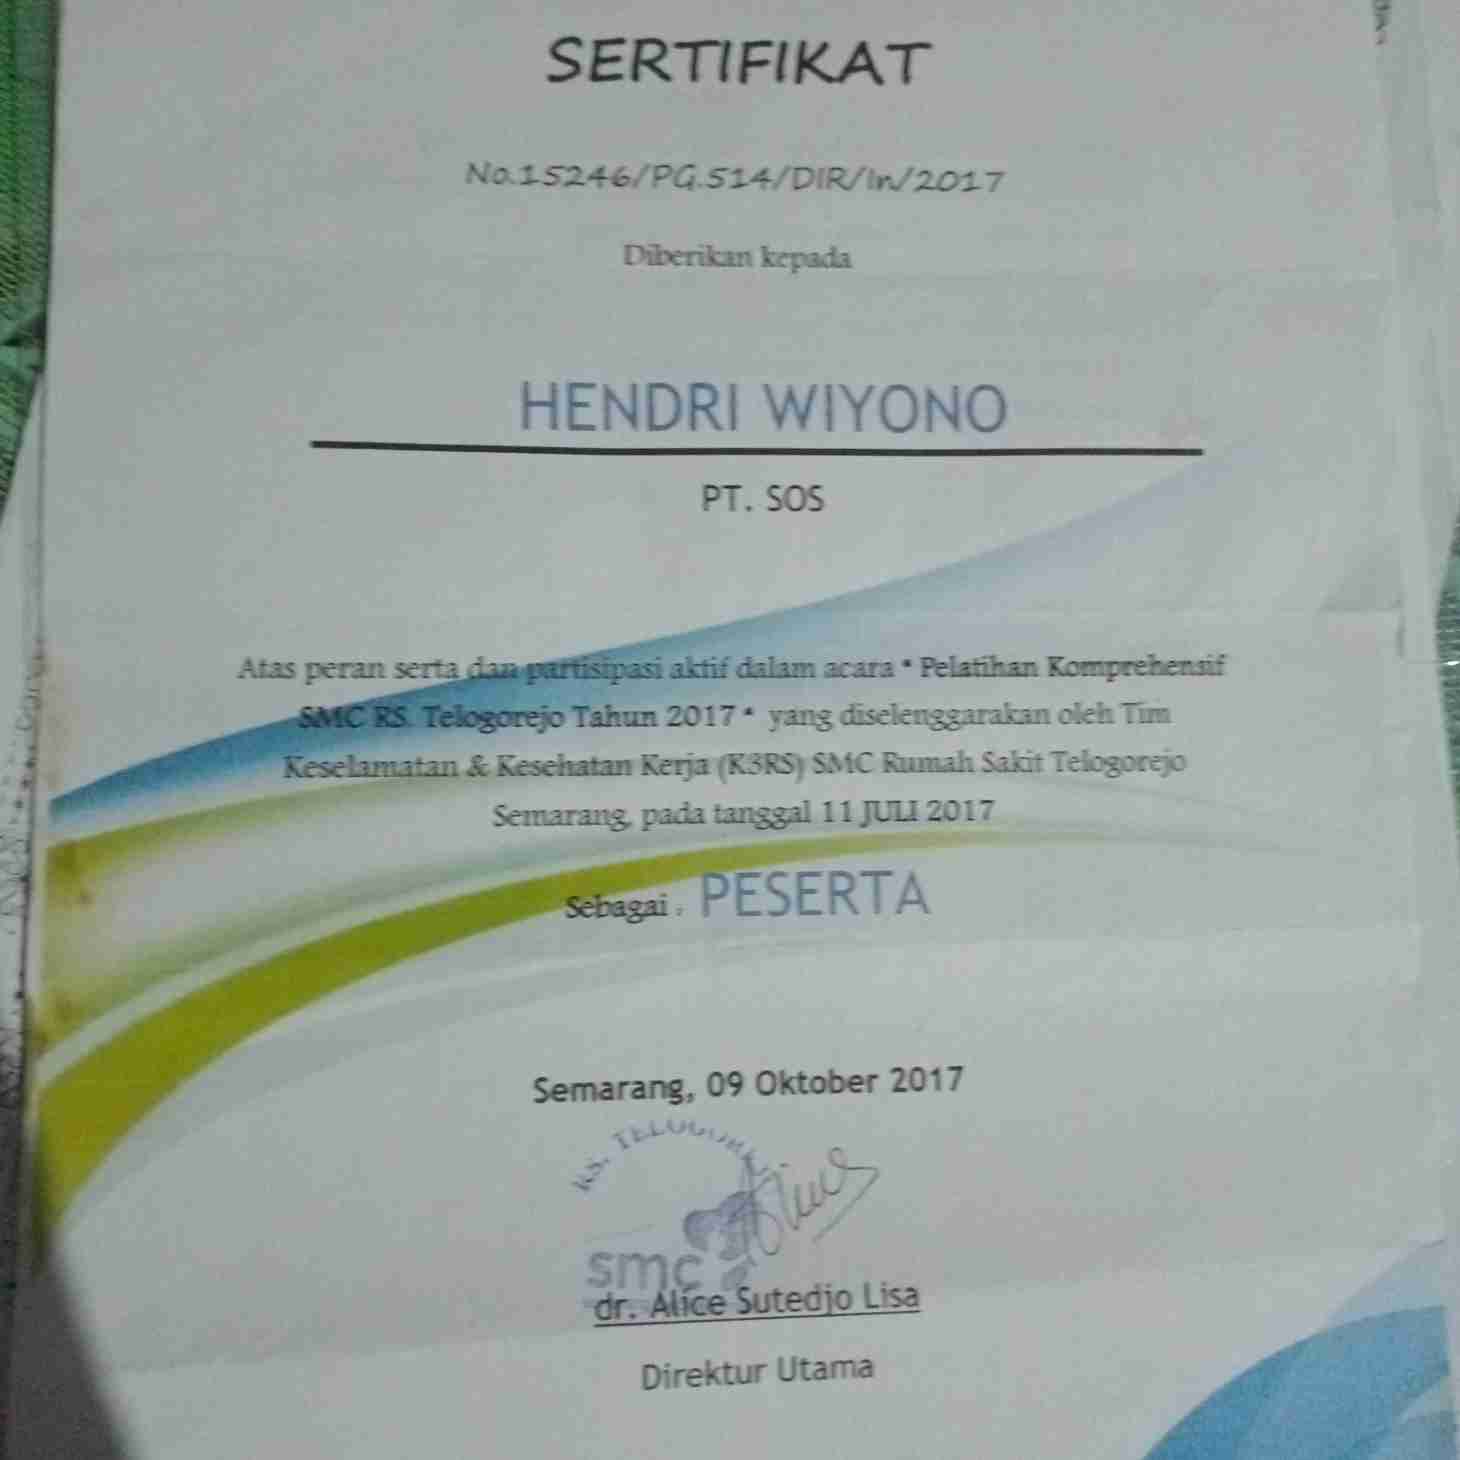 SERTIFIKAT
No.15246/PG.514/DIR/In/2017
Diberikan kepada
HENDRI WIYONO
PT. SOS
Atas peran serta dan partisipasi aktif dalam acara " Pelatihan Komprehensif
SMC RS. Telogorejo Tahun 2017 " yang diselenggarakan oleh Tim
Keselamatan & Kesehatan Kerja (K3RS) SMC Rumah Sakit Telogorejo
Semarang, pada tanggal 11 JULI 2017
Sebagai : PESERTA
Semarang, 09 Oktober 2017
smc
dr. Alice Sutedjo Lisa
Direktur Utama